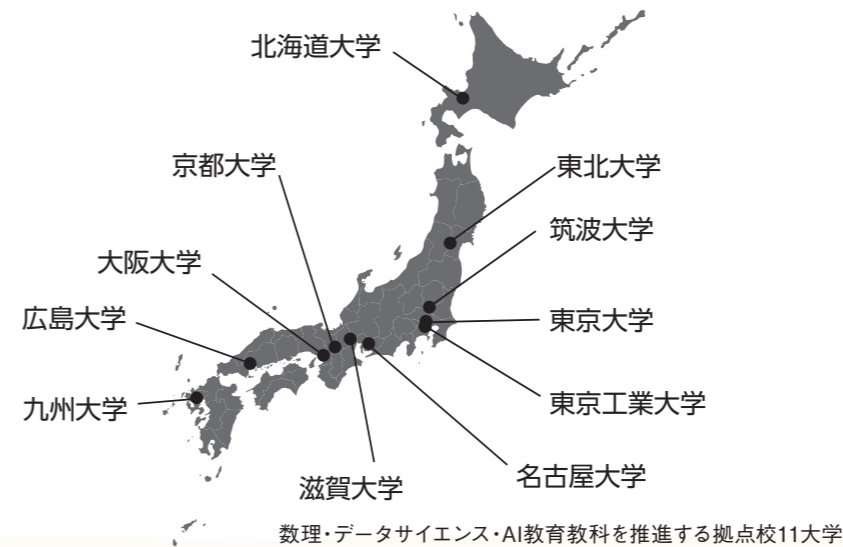 北海道大学
京都大学
東北大学
筑波大学
大阪大学
広島大学
東京大学
九州大学
東京工業大学
名古屋大学
滋賀大学
数理・データサイエンス・AI教育教科を推進する拠点校11大学